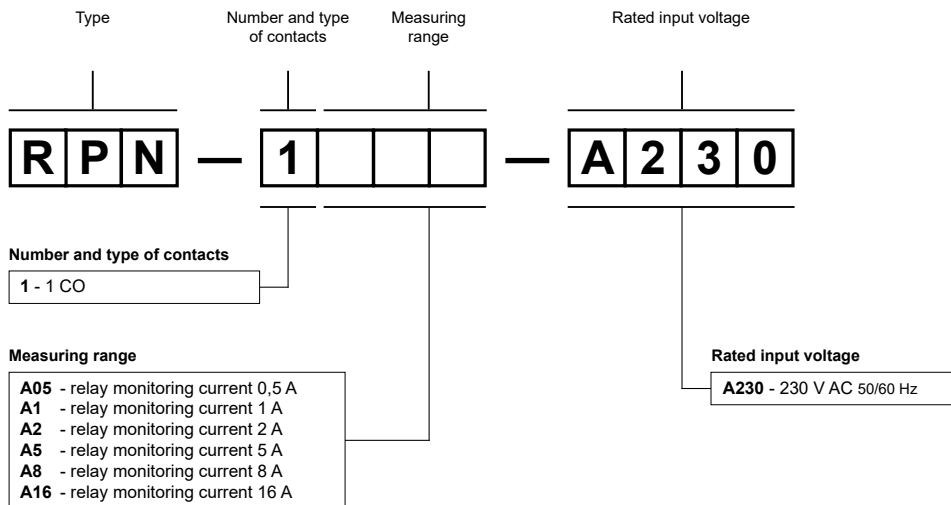 Type
Number and type
of contacts
Measuring
range
Rated input voltage
RPN — 1 — A230
Number and type of contacts
1 - 1 CO
Measuring range
A05 - relay monitoring current 0,5 A
A1 - relay monitoring current 1 A
A2 - relay monitoring current 2 A
A5 - relay monitoring current 5 A
A8 - relay monitoring current 8 A
A16 - relay monitoring current 16 A
Rated input voltage
A230 - 230 V AC 50/60 Hz